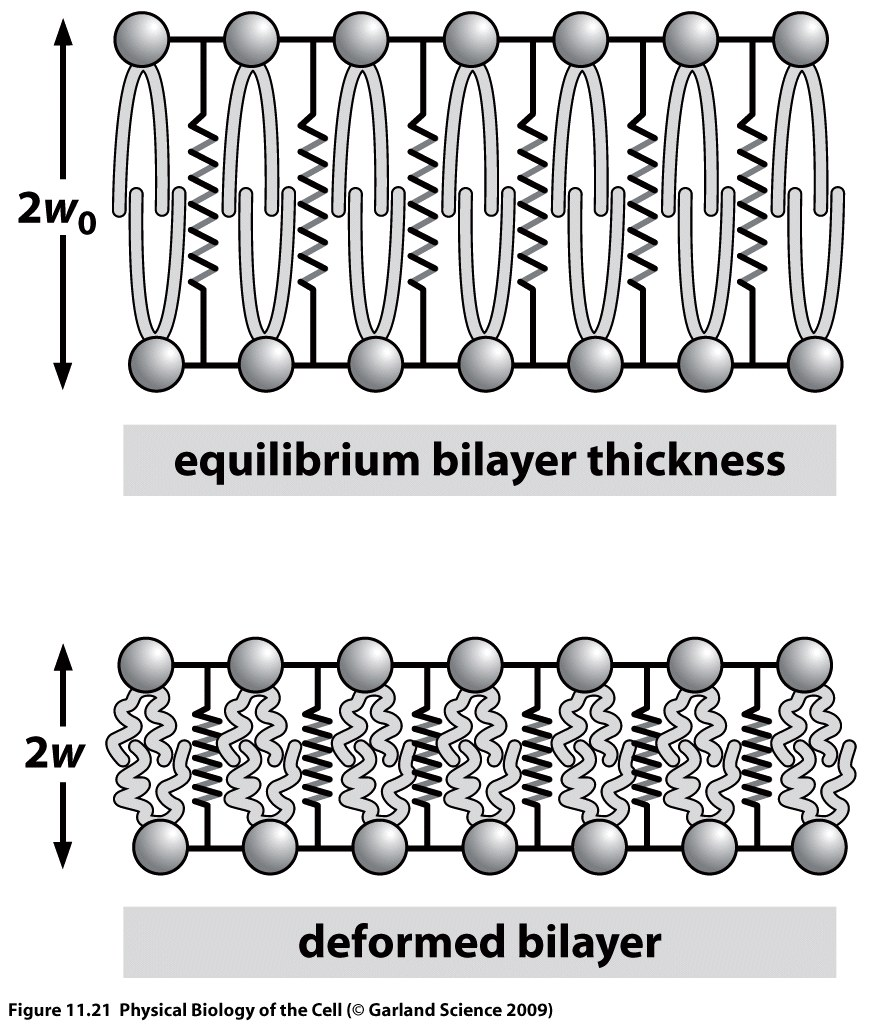 2w₀
equilibrium bilayer thickness
2w
deformed bilayer
Figure 11.21 Physical Biology of the Cell (© Garland Science 2009)